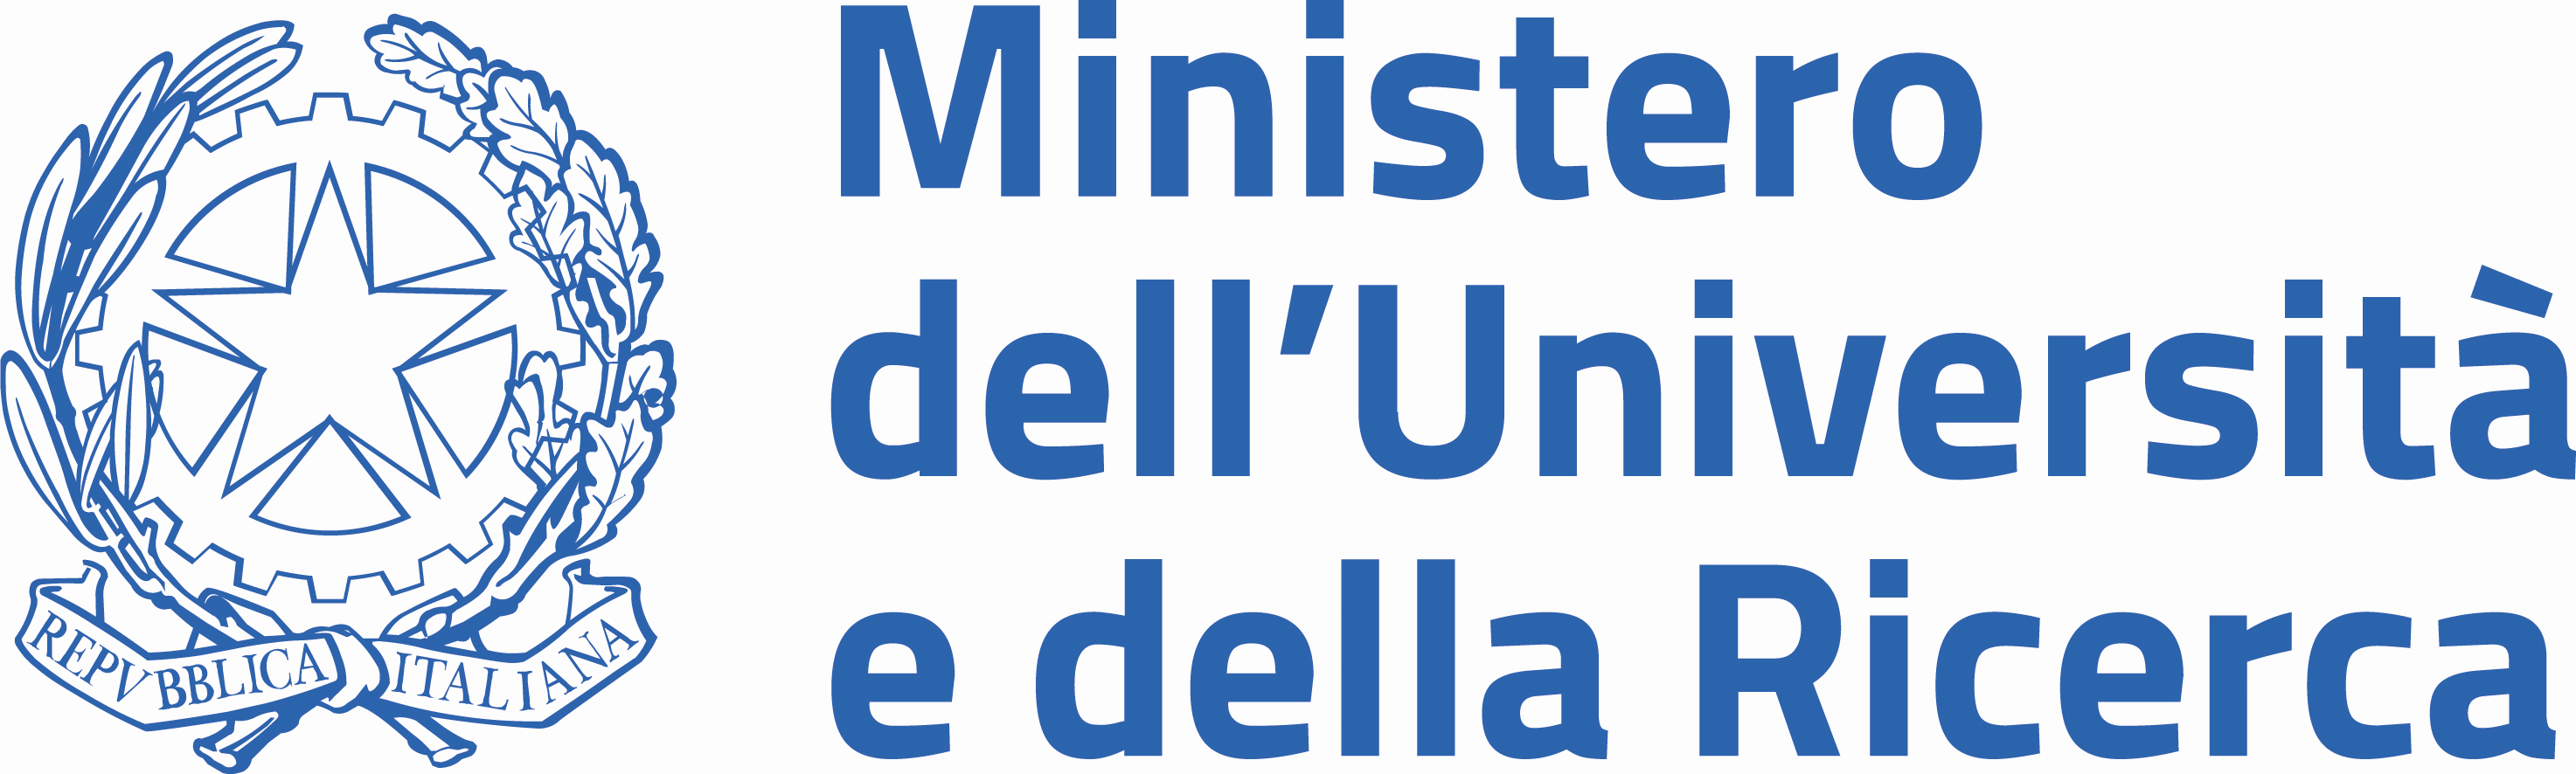 Ministero
dell’Università
e della Ricerca
REPVBBLICA ITALIANA